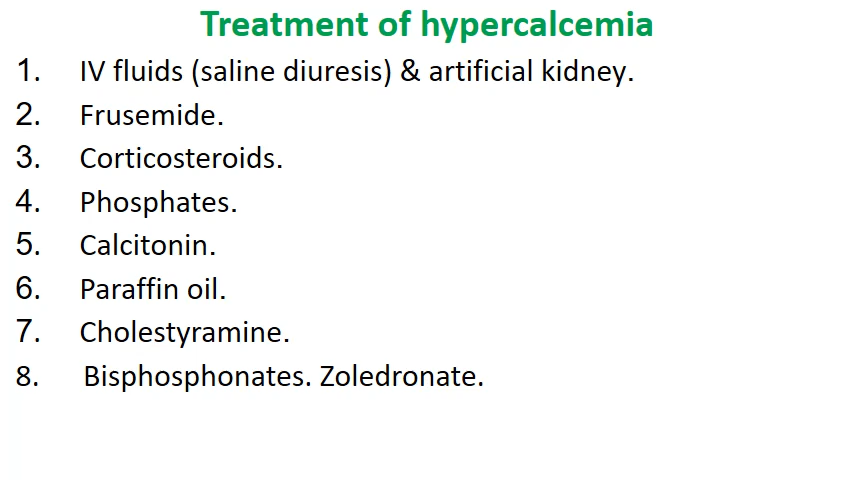 Treatment of hypercalcemia
1. IV fluids (saline diuresis) & artificial kidney.
2. Frusemide.
3. Corticosteroids.
4. Phosphates.
5. Calcitonin.
6. Paraffin oil.
7. Cholestyramine.
8. Bisphosphonates. Zoledronate.